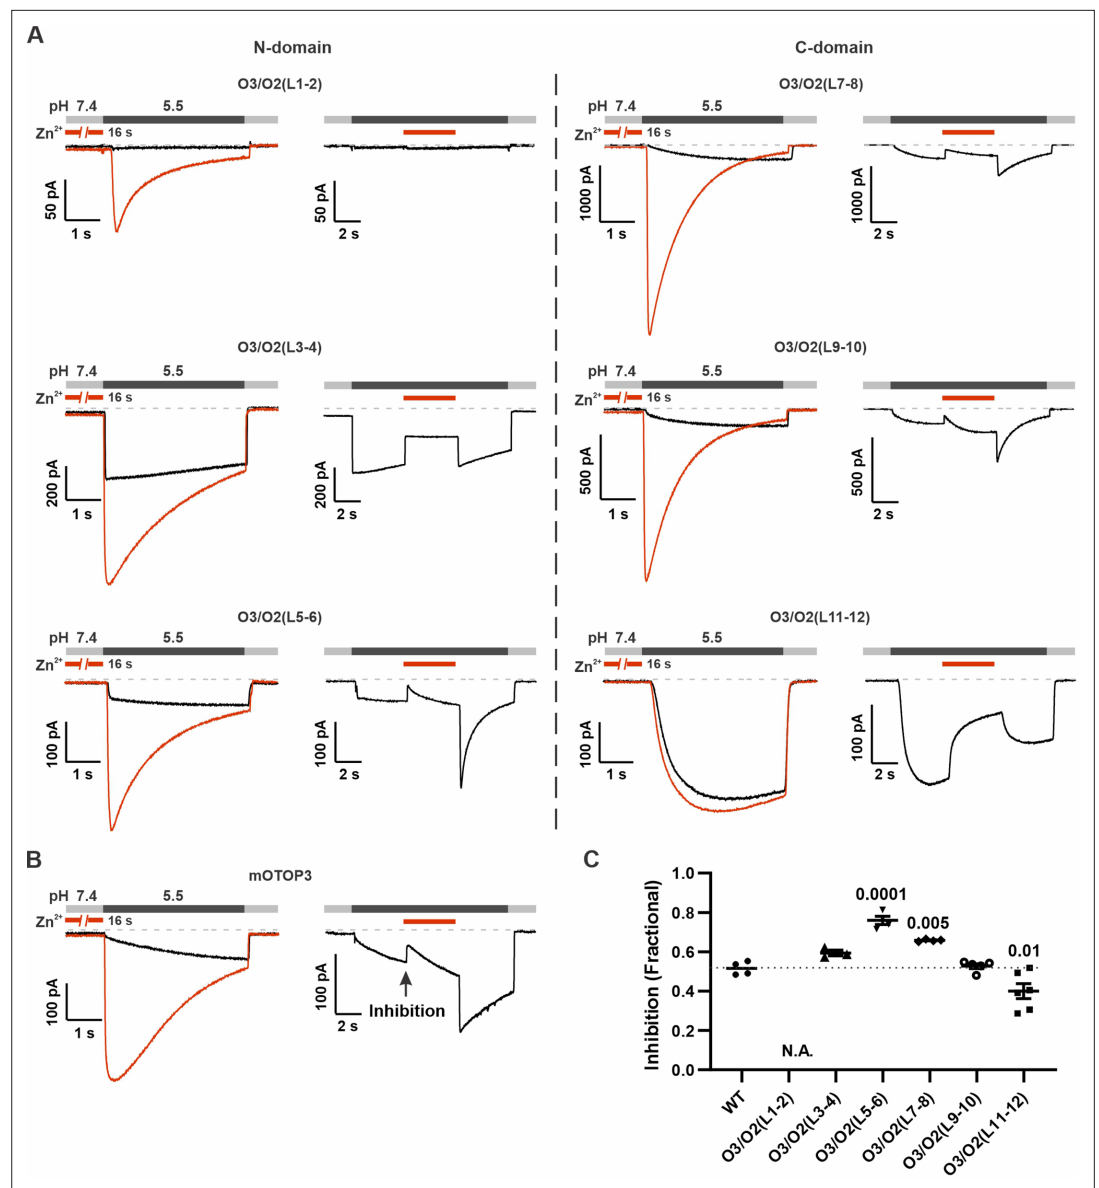 A
N-domain
C-domain
O3/O2(L1-2)
pH 7.4 5.5
Zn²⁺ 16 s
50 pA
1 s
50 pA
2 s
O3/O2(L7-8)
pH 7.4 5.5
Zn²⁺ 16 s
1000 pA
1 s
1000 pA
2 s
O3/O2(L3-4)
pH 7.4 5.5
Zn²⁺ 16 s
200 pA
1 s
200 pA
2 s
O3/O2(L9-10)
pH 7.4 5.5
Zn²⁺ 16 s
500 pA
1 s
500 pA
2 s
O3/O2(L5-6)
pH 7.4 5.5
Zn²⁺ 16 s
100 pA
1 s
100 pA
2 s
O3/O2(L11-12)
pH 7.4 5.5
Zn²⁺ 16 s
100 pA
1 s
100 pA
2 s
B
mOTOP3
pH 7.4 5.5
Zn²⁺ 16 s
100 pA
1 s
100 pA
2 s
Inhibition
C
Inhibition (Fractional)
1.0
0.8
0.6
0.4
0.2
0.0
N.A.
0.0001
0.005
0.01
WT
O3/O2(L1-2)
O3/O2(L3-4)
O3/O2(L5-6)
O3/O2(L7-8)
O3/O2(L9-10)
O3/O2(L11-12)